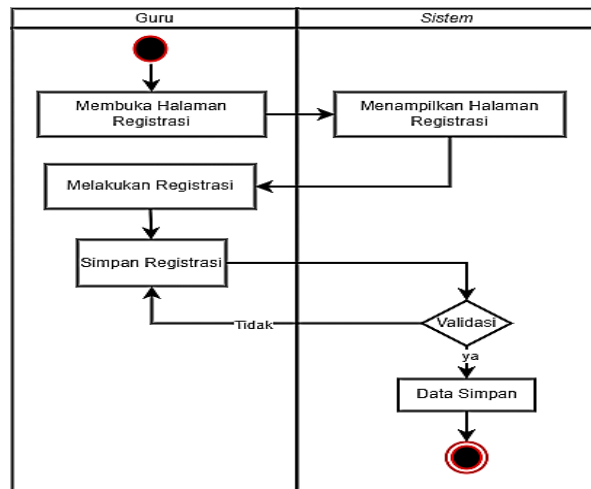 Guru
Sistem
Membuka Halaman
Registrasi
Menampilkan Halaman
Registrasi
Melakukan Registrasi
Simpan Registrasi
Validasi
Tidak
ya
Data Simpan